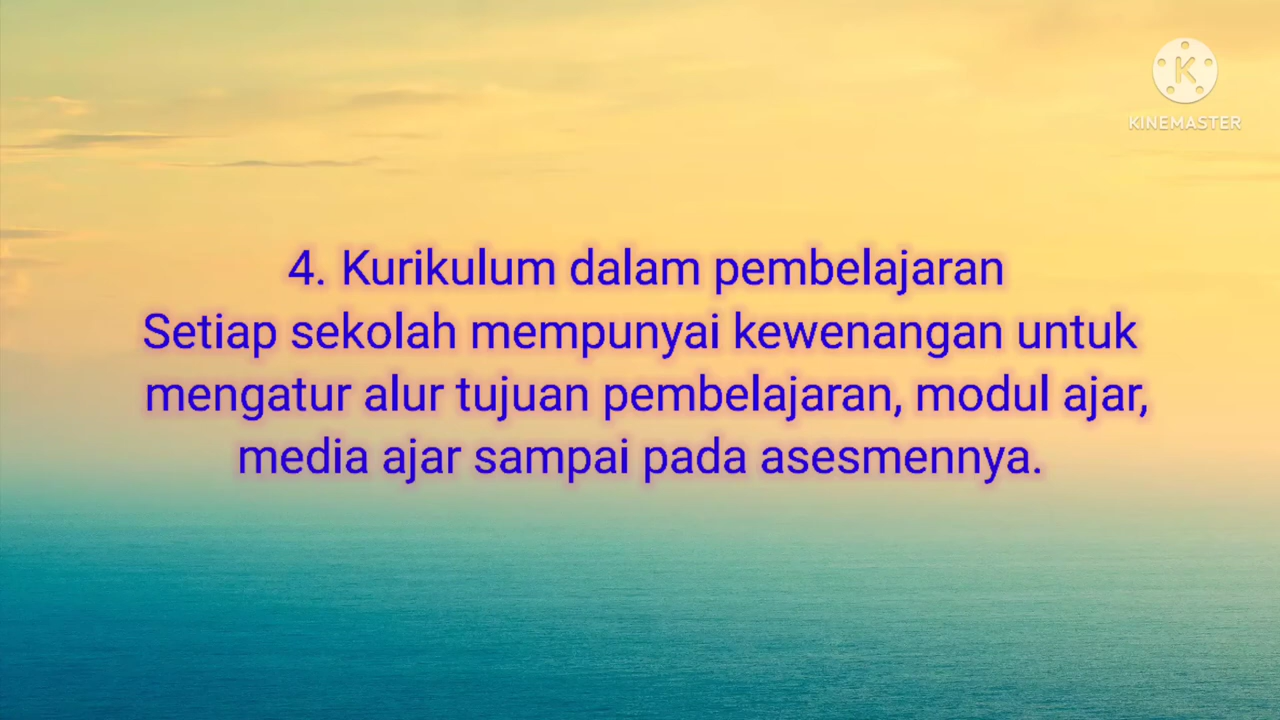 KINEMASTER
4. Kurikulum dalam pembelajaran
Setiap sekolah mempunyai kewenangan untuk
mengatur alur tujuan pembelajaran, modul ajar,
media ajar sampai pada asesmennya.